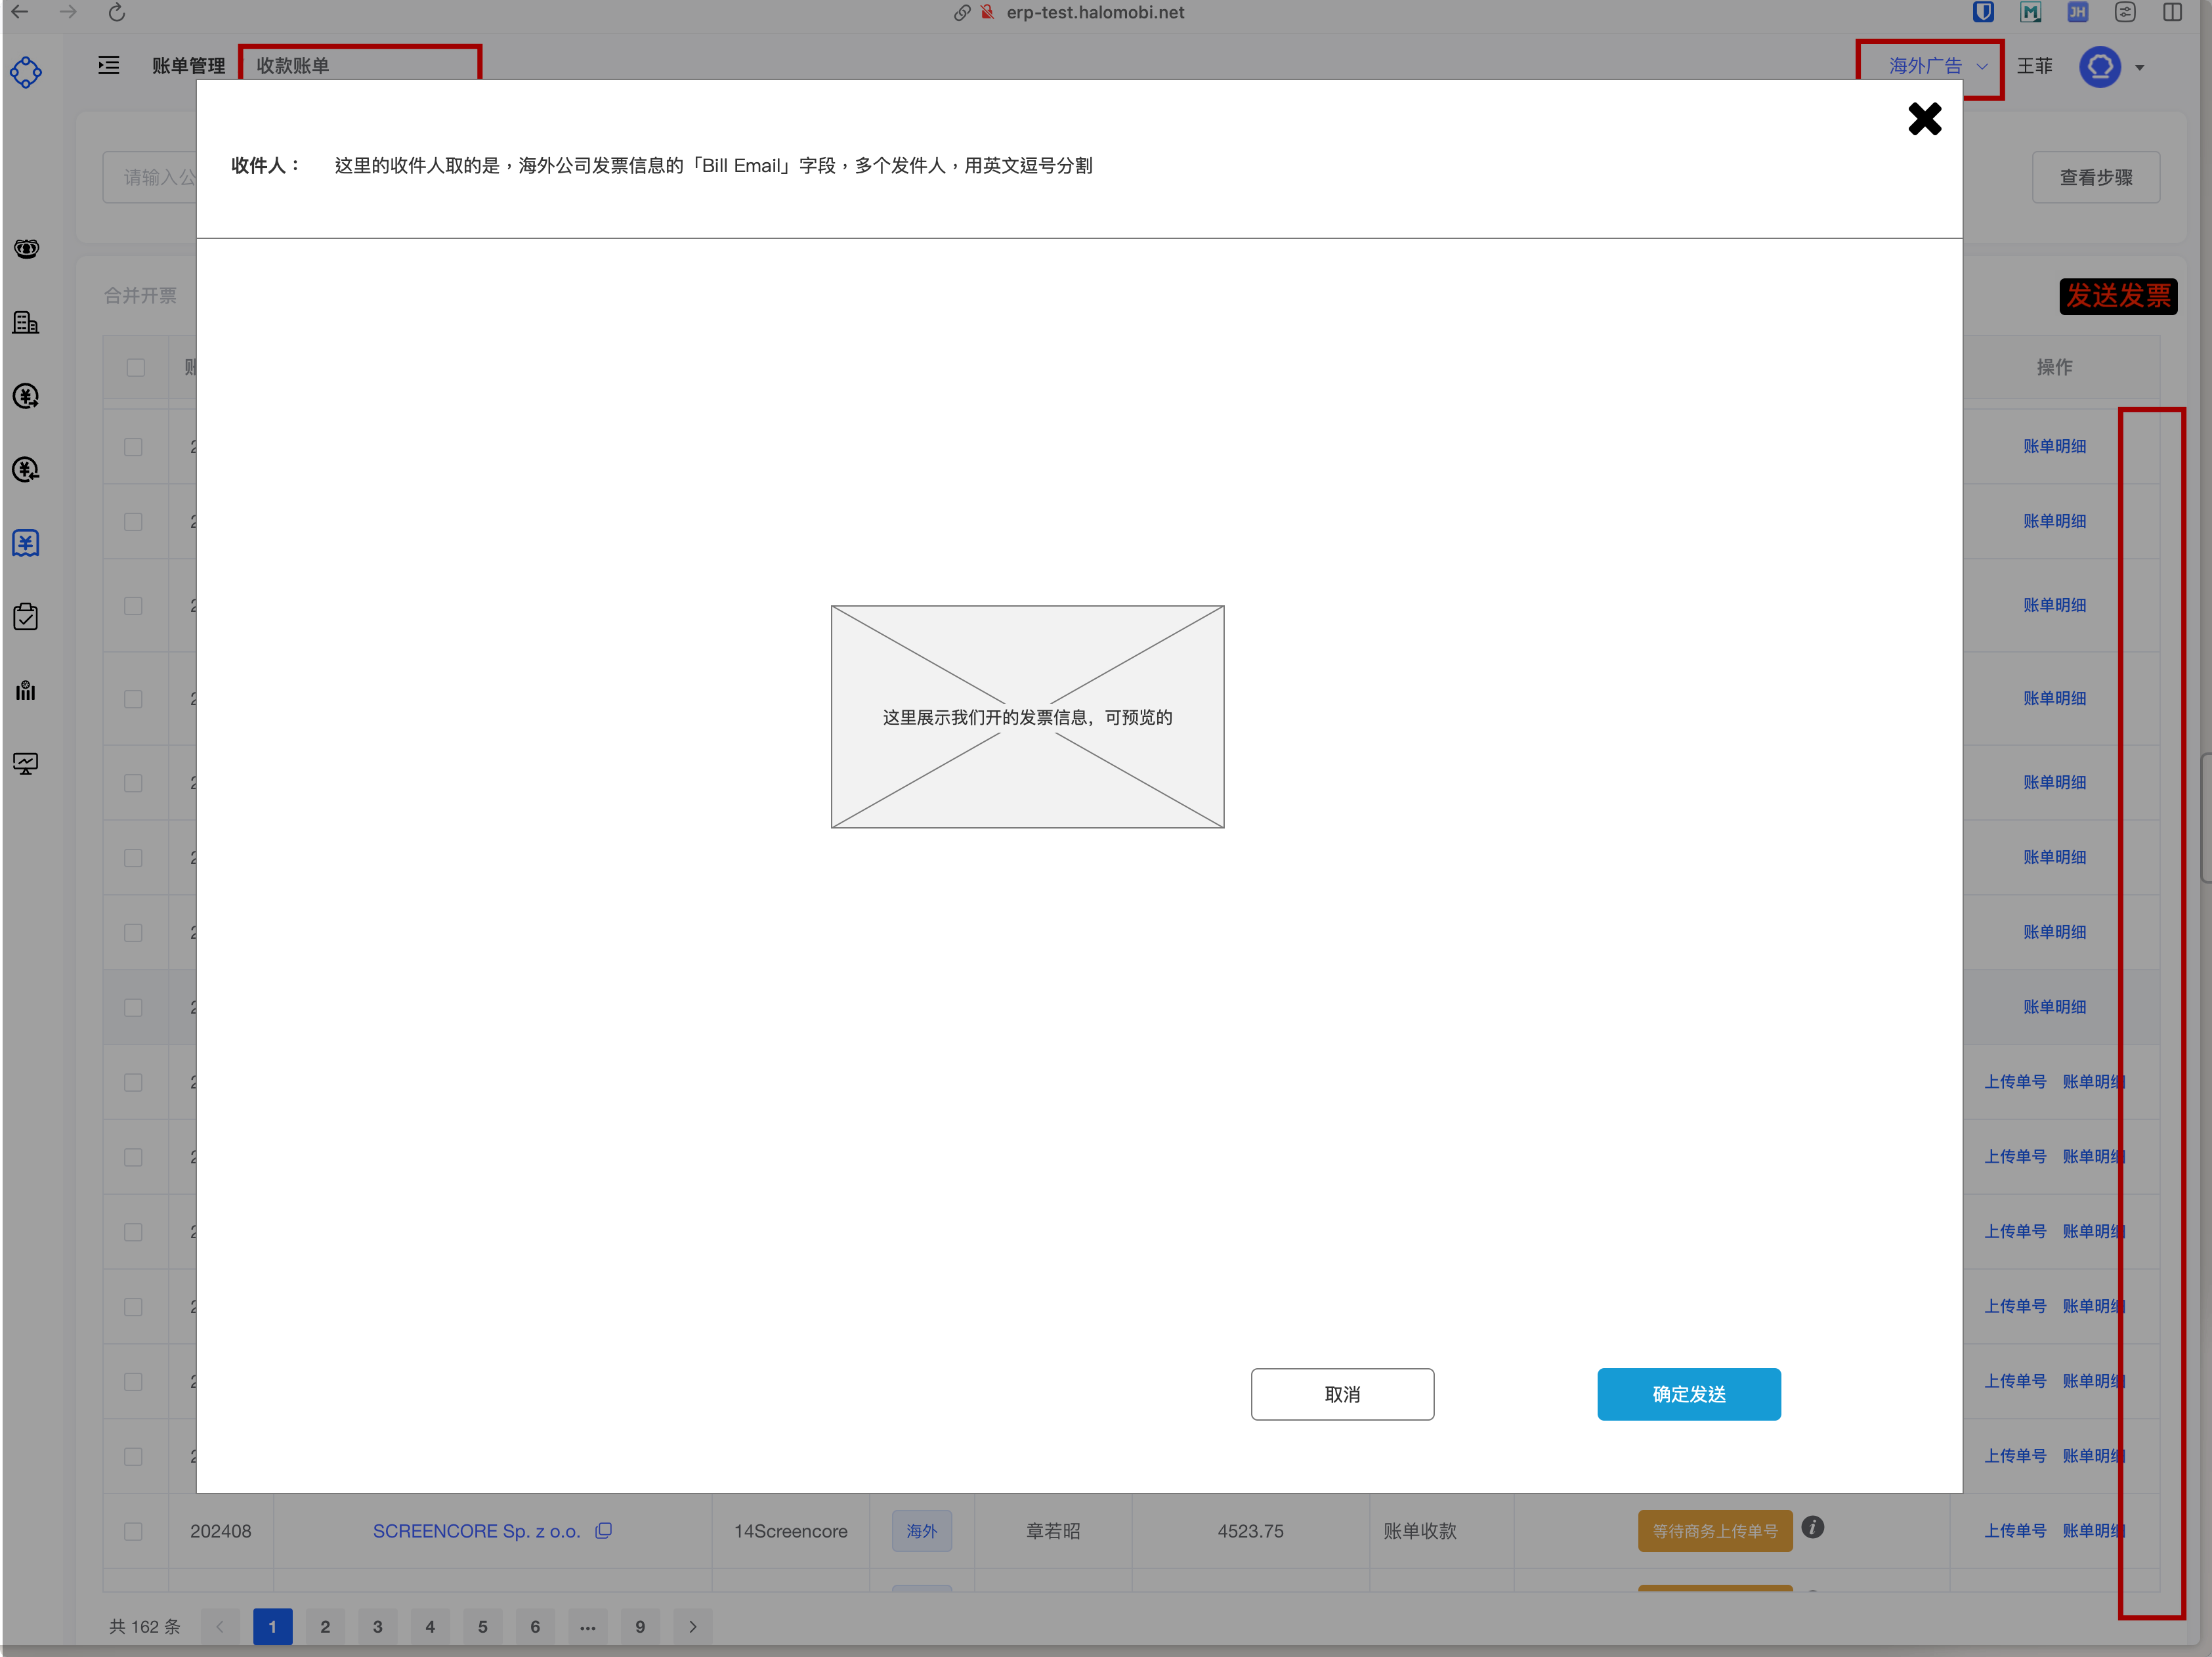 erp-test.halomobi.net
M
JH
账单管理
收款账单
海外广告
王菲
收件人：
这里的收件人取的是，海外公司发票信息的「Bill Email」字段，多个发件人，用英文逗号分割
请输入公
查看步骤
合并开票
发送发票
操作
账单明细
账单明细
账单明细
这里展示我们开的发票信息，可预览的
账单明细
账单明细
账单明细
账单明细
账单明细
上传单号 账单明细
上传单号 账单明细
上传单号 账单明细
上传单号 账单明细
上传单号 账单明细
取消
确定发送
上传单号 账单明细
202408 SCREENCORE Sp. z o.o. 14Screencore 海外 章若昭 4523.75 账单收款 等待商务上传单号 上传单号 账单明细
共 162 条 1 2 3 4 5 6 ... 9